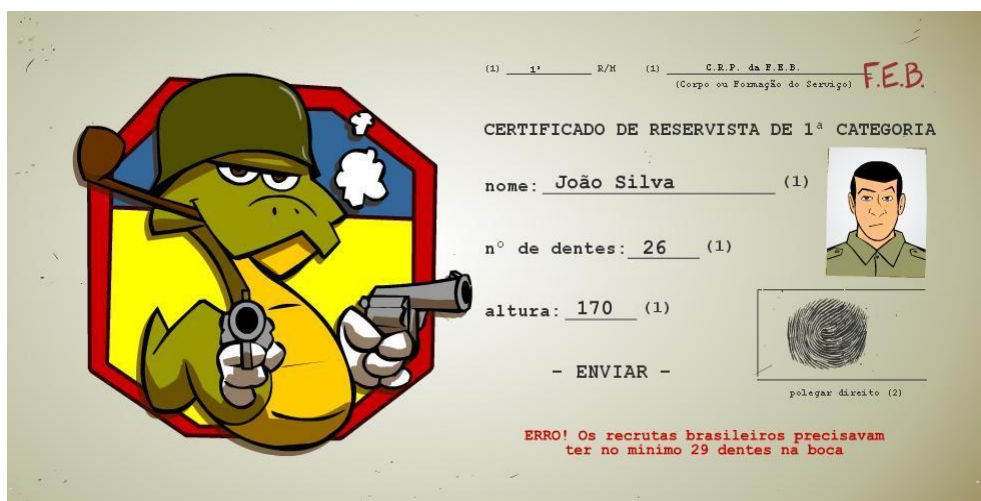 (1) 1ª R/M (1) C.R.P. da F.E.B.
(Corpo ou Formação do Serviço) F.E.B.
CERTIFICADO DE RESERVISTA DE 1ª CATEGORIA
nome: João Silva (1)
nº de dentes: 26 (1)
altura: 170 (1)
- ENVIAR -
polegar direito (2)
ERRO! Os recrutas brasileiros precisavam
ter no mínimo 29 dentes na boca